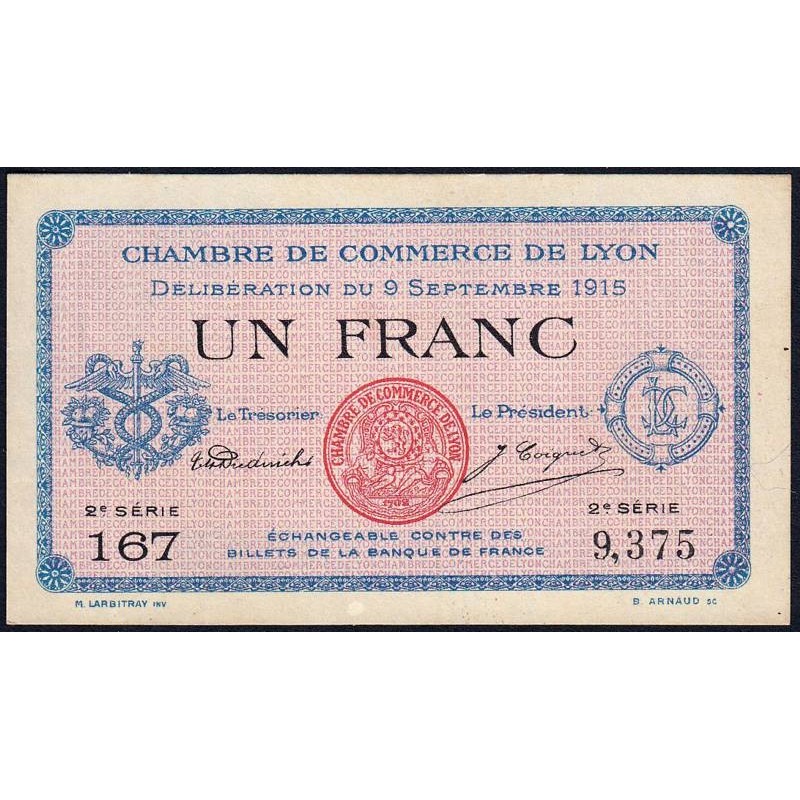 CHAMBRE DE COMMERCE DE LYON
DÉLIBÉRATION DU 9 SEPTEMBRE 1915
UN FRANC
Le Trésorier
Le Président
CHAMBRE DE COMMERCE DE LYON
1702
2e SÉRIE
2e SÉRIE
167
9,375
ÉCHANGEABLE CONTRE DES
BILLETS DE LA BANQUE DE FRANCE
M. LARBITRAY INV
B. ARNAUD SC